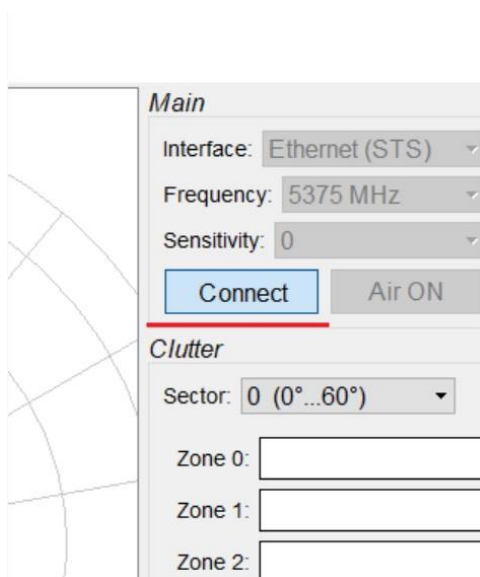 Main
Interface: Ethernet (STS)
Frequency: 5375 MHz
Sensitivity: 0
Connect Air ON
Clutter
Sector: 0 (0°...60°)
Zone 0:
Zone 1:
Zone 2: